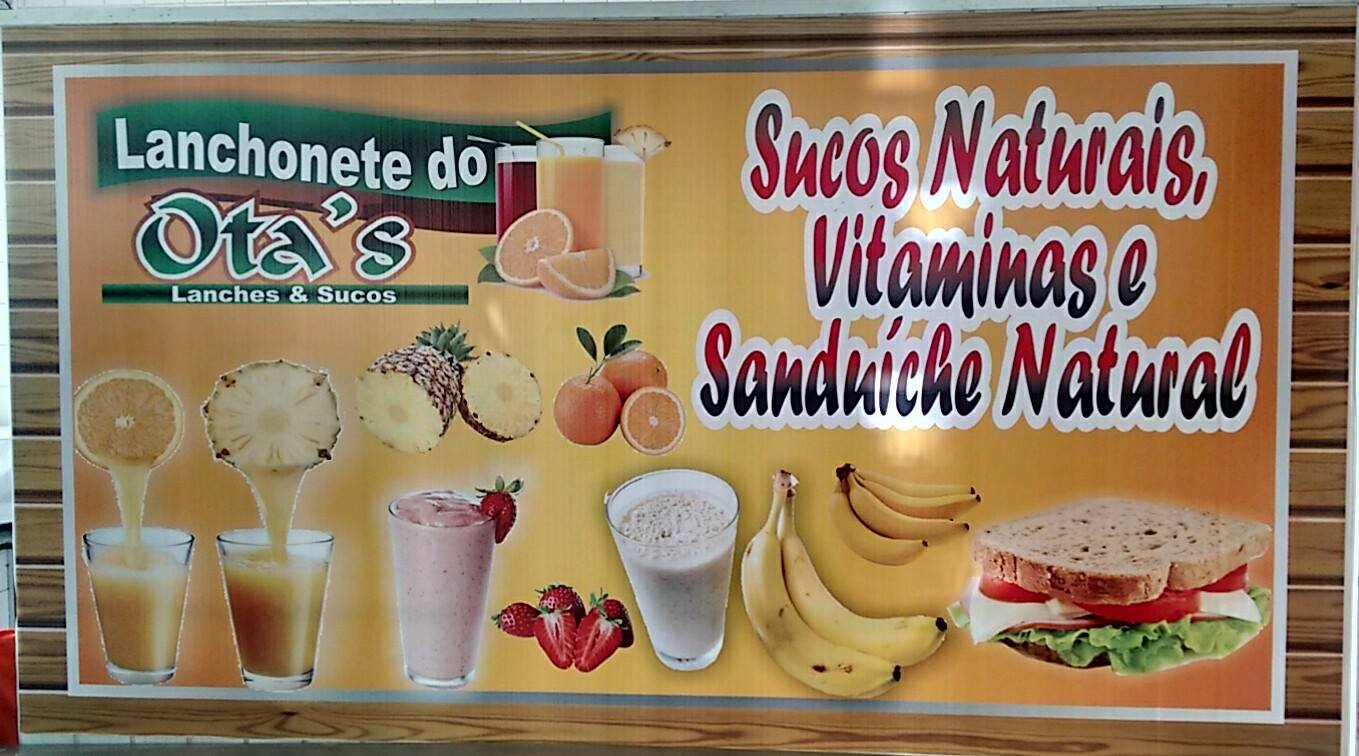 Lanchonete do
Ota's
Lanches & Sucos
Sucos Naturais,
Vitaminas e
Sanduíche Natural